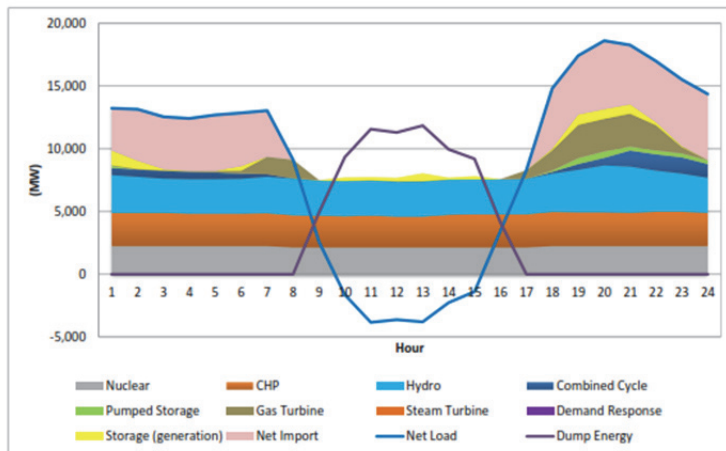 20,000
15,000
10,000
(MW)
5,000
0
-5,000
1 2 3 4 5 6 7 8 9 10 11 12 13 14 15 16 17 18 19 20 21 22 23 24
Hour
Nuclear CHP Hydro Combined Cycle
Pumped Storage Gas Turbine Steam Turbine Demand Response
Storage (generation) Net Import Net Load Dump Energy